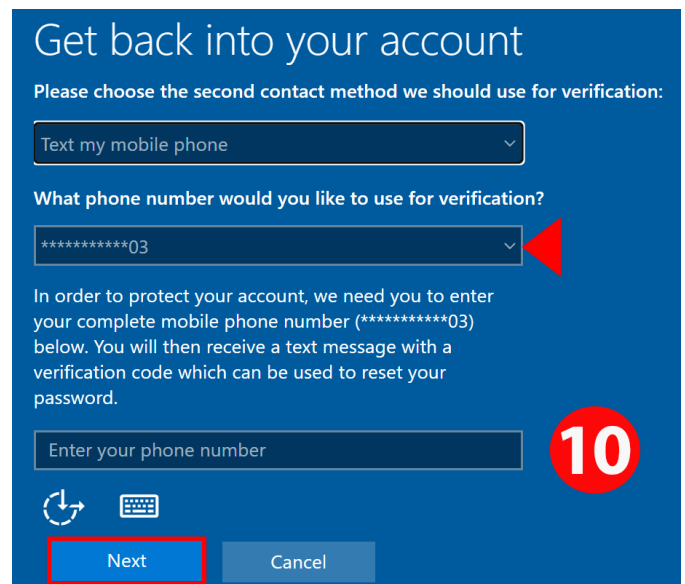 Get back into your account
Please choose the second contact method we should use for verification:
Text my mobile phone
What phone number would you like to use for verification?
***********03
In order to protect your account, we need you to enter
your complete mobile phone number (***********03)
below. You will then receive a text message with a
verification code which can be used to reset your
password.
Enter your phone number
10
Next
Cancel